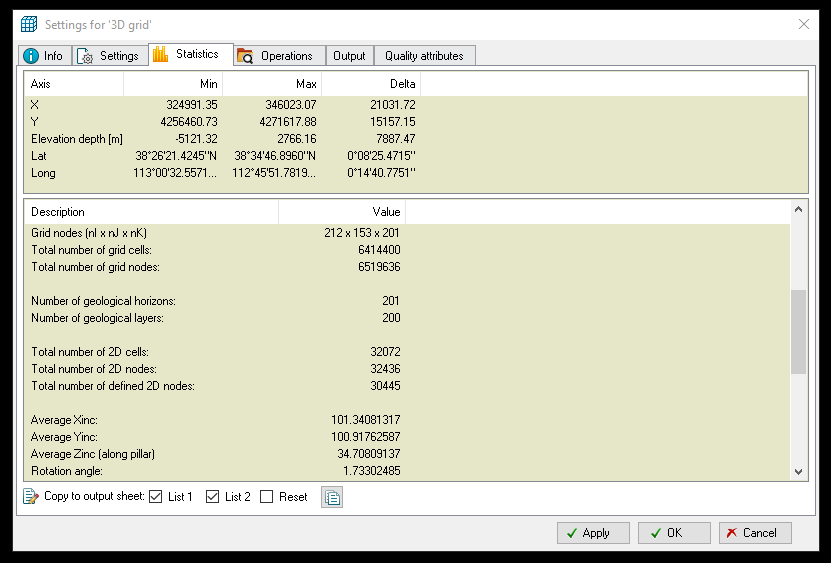 Settings for '3D grid'
Info Settings Statistics Operations Output Quality attributes
Axis Min Max Delta
X 324991.35 346023.07 21031.72
Y 4256460.73 4271617.88 15157.15
Elevation depth [m] -5121.32 2766.16 7887.47
Lat 38°26'21.4245"N 38°34'46.8960"N 0°08'25.4715"
Long 113°00'32.5571... 112°45'51.7819... 0°14'40.7751"
Description Value
Grid nodes (nI x nJ x nK) 212 x 153 x 201
Total number of grid cells: 6414400
Total number of grid nodes: 6519636
Number of geological horizons: 201
Number of geological layers: 200
Total number of 2D cells: 32072
Total number of 2D nodes: 32436
Total number of defined 2D nodes: 30445
Average Xinc: 101.34081317
Average Yinc: 100.91762587
Average Zinc (along pillar) 34.70809137
Rotation angle: 1.73302485
Copy to output sheet: List 1 List 2 Reset
Apply OK Cancel